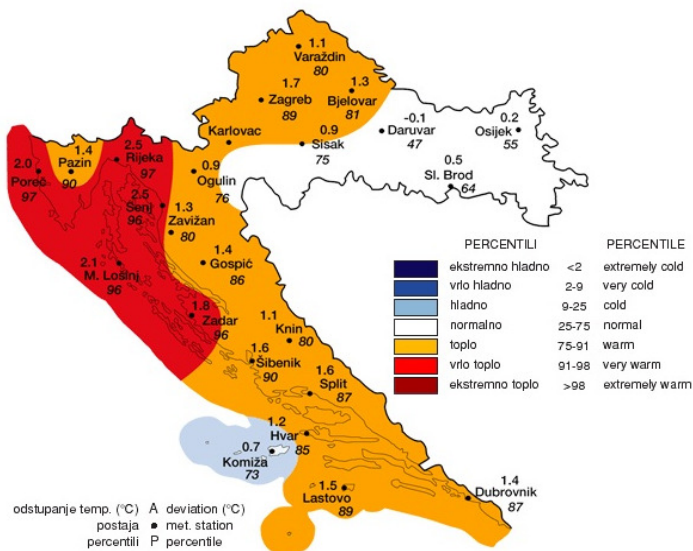 1.1
Varaždin
80
1.7
Zagreb
89
1.3
Bjelovar
81
Karlovac
0.9
Sisak
75
-0.1
Daruvar
47
0.2
Osijek
55
0.5
Sl. Brod
64
1.4
Pazin
90
2.5
Rijeka
97
2.0
Poreč
97
0.9
Ogulin
76
2.5
Senj
96
1.3
Zavižan
80
1.4
Gospić
86
2.1
M. Lošinj
96
1.8
Zadar
96
1.1
Knin 80
1.6
Šibenik
90
1.6
Split
87
1.2
Hvar
85
0.7
Komiža
73
1.5
Lastovo
89
1.4
Dubrovnik
87
PERCENTILI PERCENTILE
ekstremno hladno <2 extremely cold
vrlo hladno 2-9 very cold
hladno 9-25 cold
normalno 25-75 normal
toplo 75-91 warm
vrlo toplo 91-98 very warm
ekstremno toplo >98 extremely warm
odstupanje temp. (°C) A deviation (°C)
postaja met. station
percentili P percentile